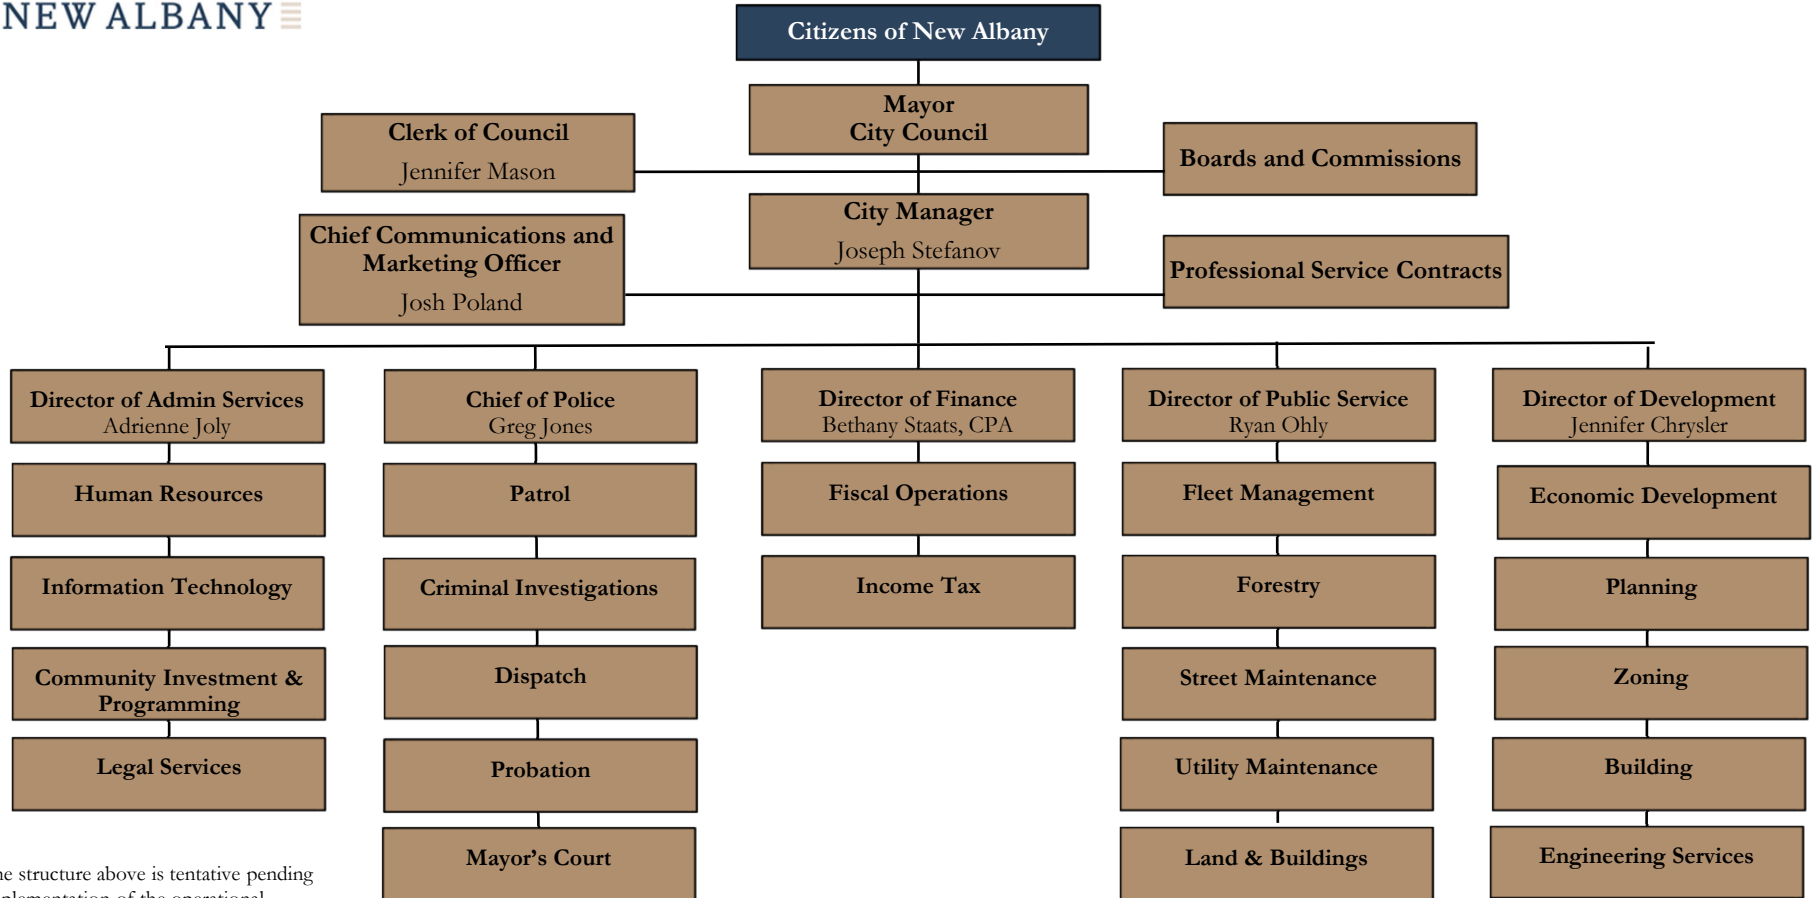 NEW ALBANY
Citizens of New Albany
Mayor
City Council
Clerk of Council
Jennifer Mason
Boards and Commissions
City Manager
Joseph Stefanov
Chief Communications and
Marketing Officer
Josh Poland
Professional Service Contracts
Director of Admin Services
Adrienne Joly
Human Resources
Information Technology
Community Investment &
Programming
Legal Services
Chief of Police
Greg Jones
Patrol
Criminal Investigations
Dispatch
Probation
Mayor’s Court
Director of Finance
Bethany Staats, CPA
Fiscal Operations
Income Tax
Director of Public Service
Ryan Ohly
Fleet Management
Forestry
Street Maintenance
Utility Maintenance
Land & Buildings
Director of Development
Jennifer Chrysler
Economic Development
Planning
Zoning
Building
Engineering Services
structure above is tentative pending
of the operational